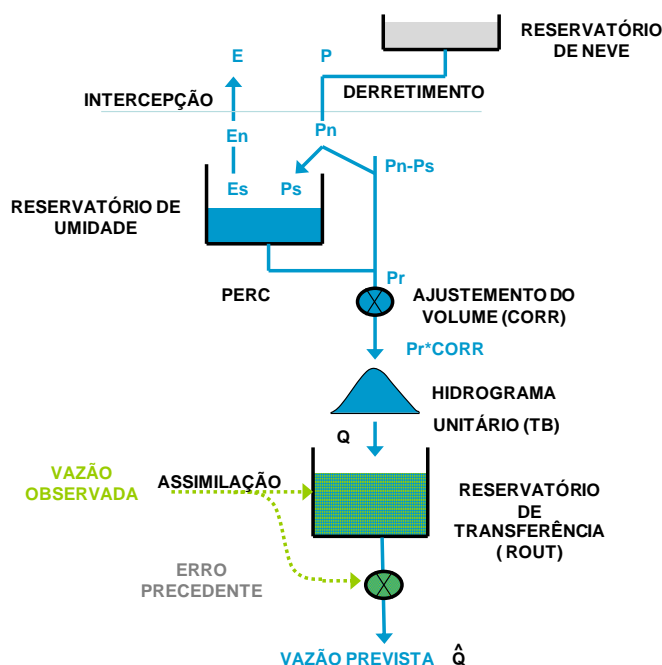 RESERVATÓRIO
DE NEVE
E
P
INTERCEPÇÃO
DERRETIMENTO
En
Pn
Pn-Ps
Es
Ps
RESERVATÓRIO DE
UMIDADE
Pr
PERC
AJUSTEMENTO DO
VOLUME (CORR)
Pr*CORR
HIDROGRAMA
UNITÁRIO (TB)
Q
VAZÃO
OBSERVADA
ASSIMILAÇÃO
RESERVATÓRIO
DE
TRANSFERÊNCIA
( ROUT)
ERRO
PRECEDENTE
VAZÃO PREVISTA Q̂